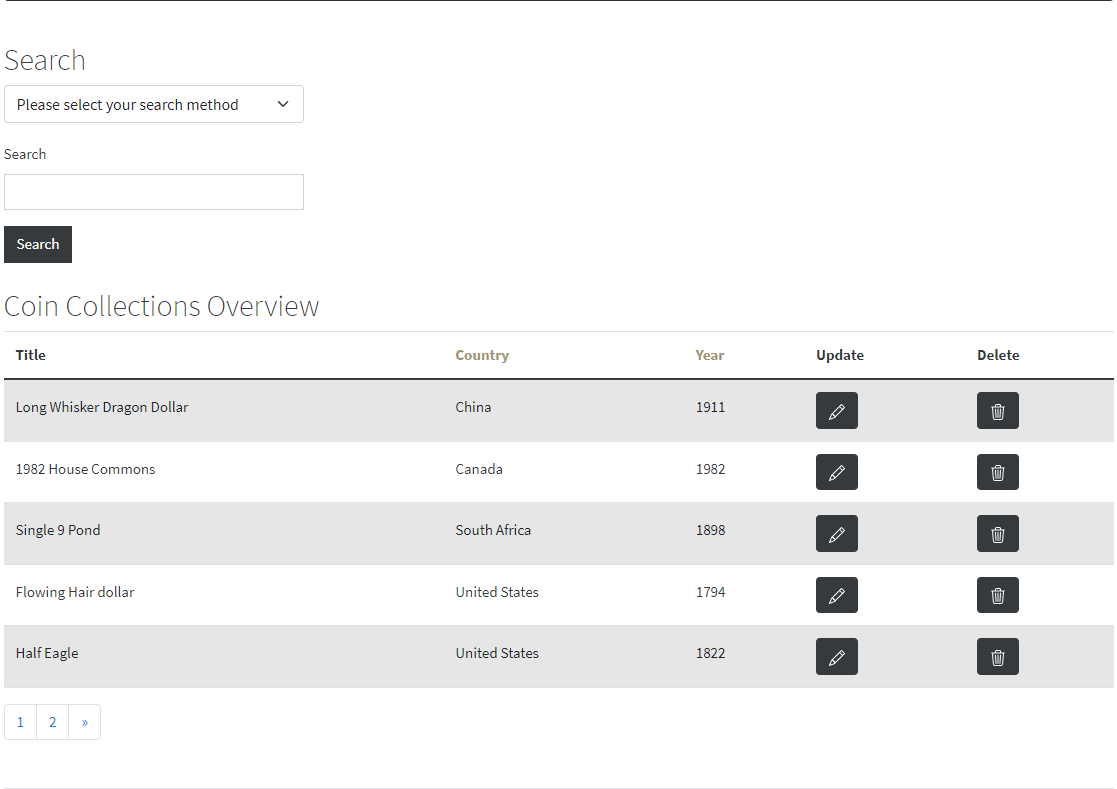 Search
Please select your search method
Search
Search
Coin Collections Overview
Title Country Year Update Delete
Long Whisker Dragon Dollar China 1911
1982 House Commons Canada 1982
Single 9 Pond South Africa 1898
Flowing Hair dollar United States 1794
Half Eagle United States 1822
1 2 »